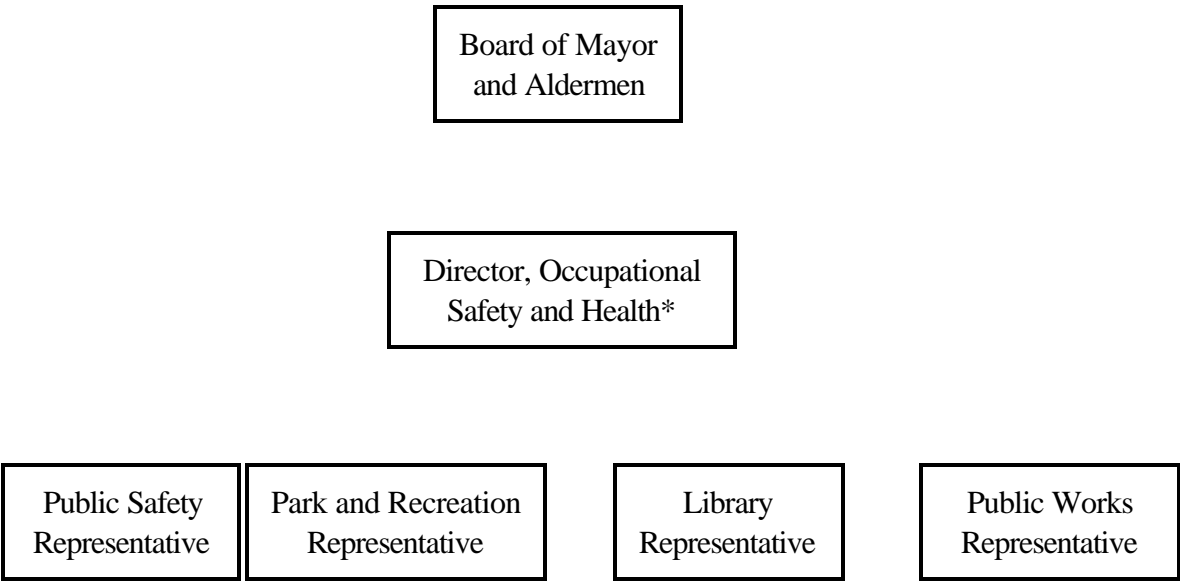 Board of Mayor
and Aldermen
Director, Occupational
Safety and Health*
Public Safety
Representative
Park and Recreation
Representative
Library
Representative
Public Works
Representative